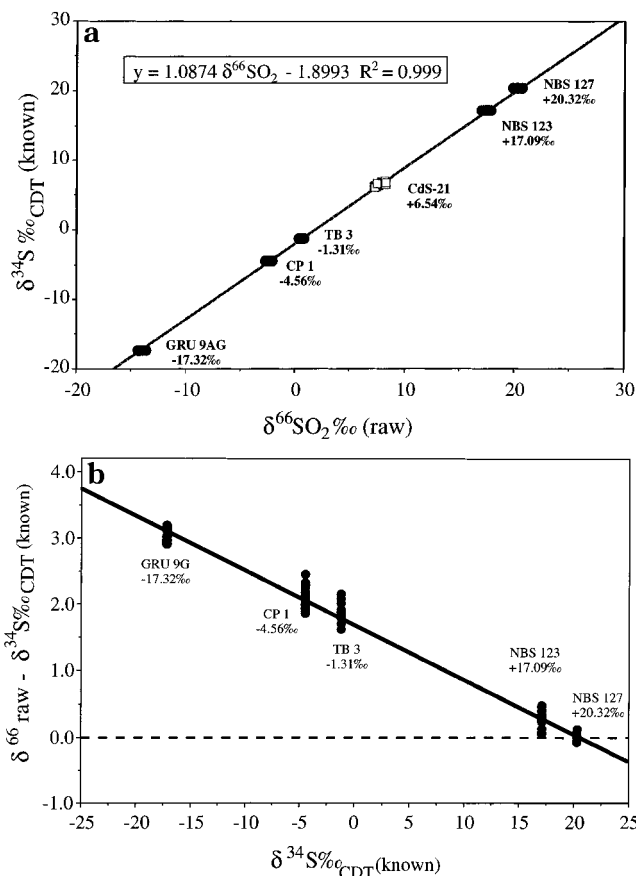 a
y = 1.0874 δ⁶⁶SO₂ - 1.8993 R² = 0.999
30
20
10
0
-10
-20
δ³⁴S ‰CDT (known)
NBS 127
+20.32‰
NBS 123
+17.09‰
CdS-21
+6.54‰
TB 3
-1.31‰
CP 1
-4.56‰
GRU 9AG
-17.32‰
-20 -10 0 10 20 30
δ⁶⁶SO₂‰ (raw)
b
4.0
3.0
2.0
1.0
0.0
-1.0
δ⁶⁶ raw - δ³⁴S‰CDT (known)
GRU 9G
-17.32‰
CP 1
-4.56‰
TB 3
-1.31‰
NBS 123
+17.09‰
NBS 127
+20.32‰
-25 -20 -15 -10 -5 0 5 10 15 20 25
δ³⁴S‰CDT(known)